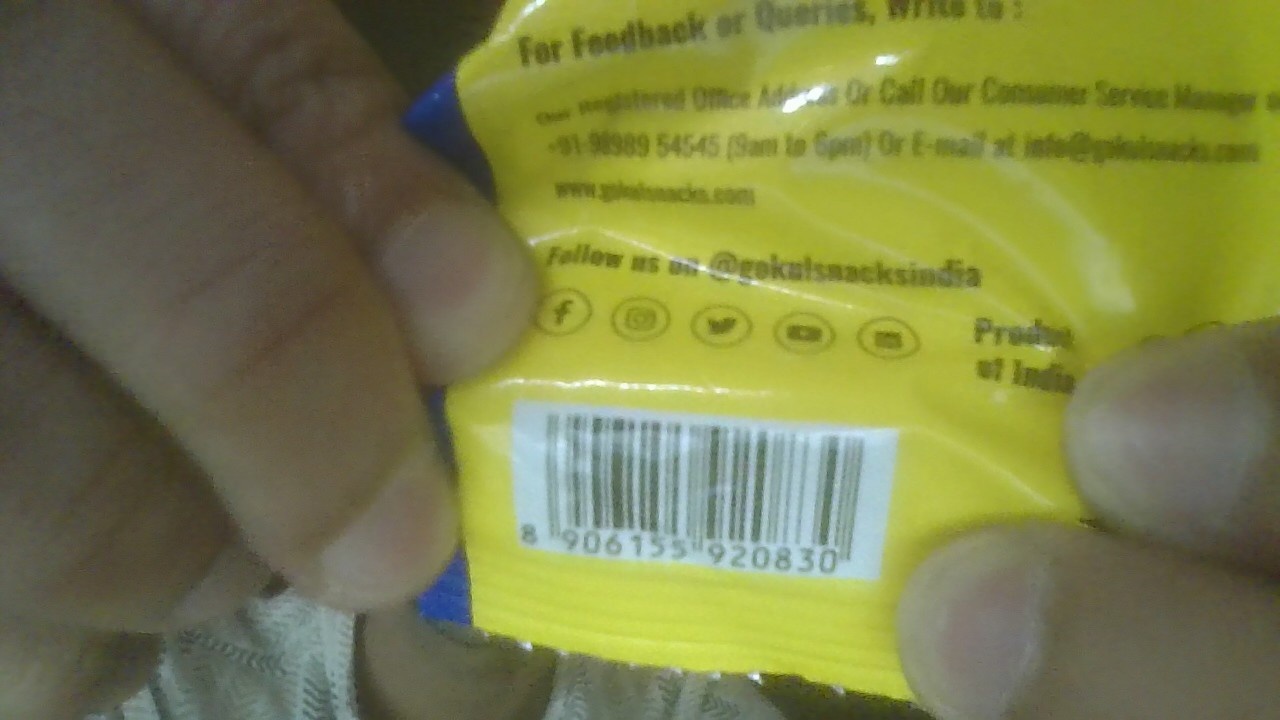 For Feedback or Queries, Write to :
Registered Office Address Or Call Our Consumer Service Manager
+91-98989 54545 (9am to 6pm) Or E-mail at info@gokulsnacks.com
www.gokulsnacks.com
Follow us on @gokulsnacksindia
Produc
of India
8 906155 920830